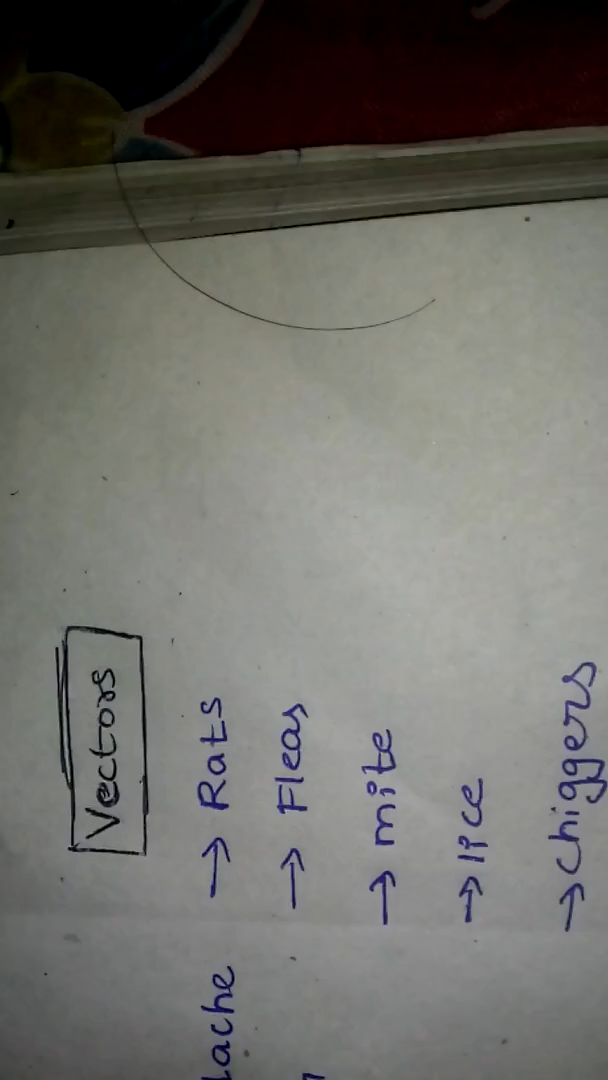 Vectors
lache → Rats
→ Fleas
→ mite
→ lice
→ chiggers